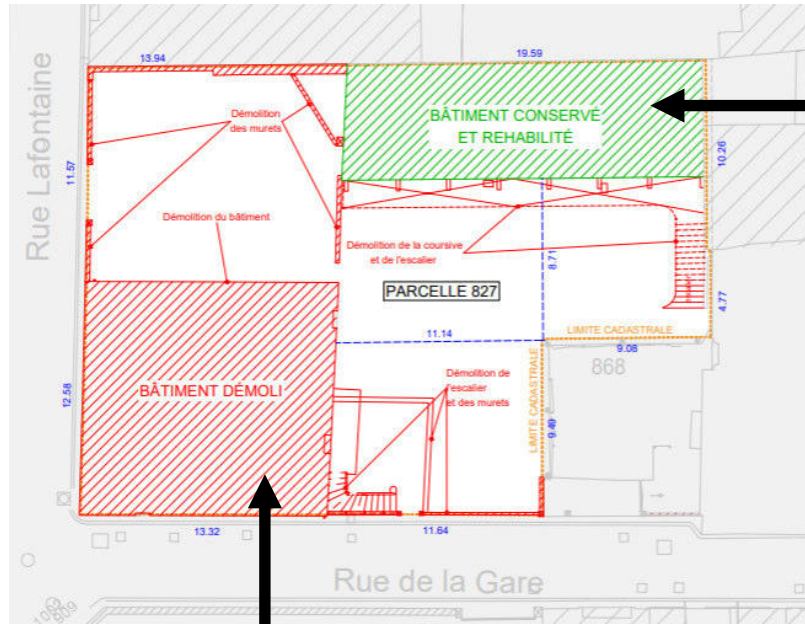 13.94
19.59
Rue Lafontaine
BÂTIMENT CONSERVÉ
ET REHABILITÉ
Démolition
des murets
10.26
11.57
Démolition du bâtiment
Démolition de la coursive
et de l'escalier
8.71
PARCELLE 827
4.77
11.14
LIMITE CADASTRALE
9.08
868
Démolition de
l'escalier
et des murets
BÂTIMENT DÉMOLI
LIMITE CADASTRALE
9.49
12.58
13.32
11.64
Rue de la Gare